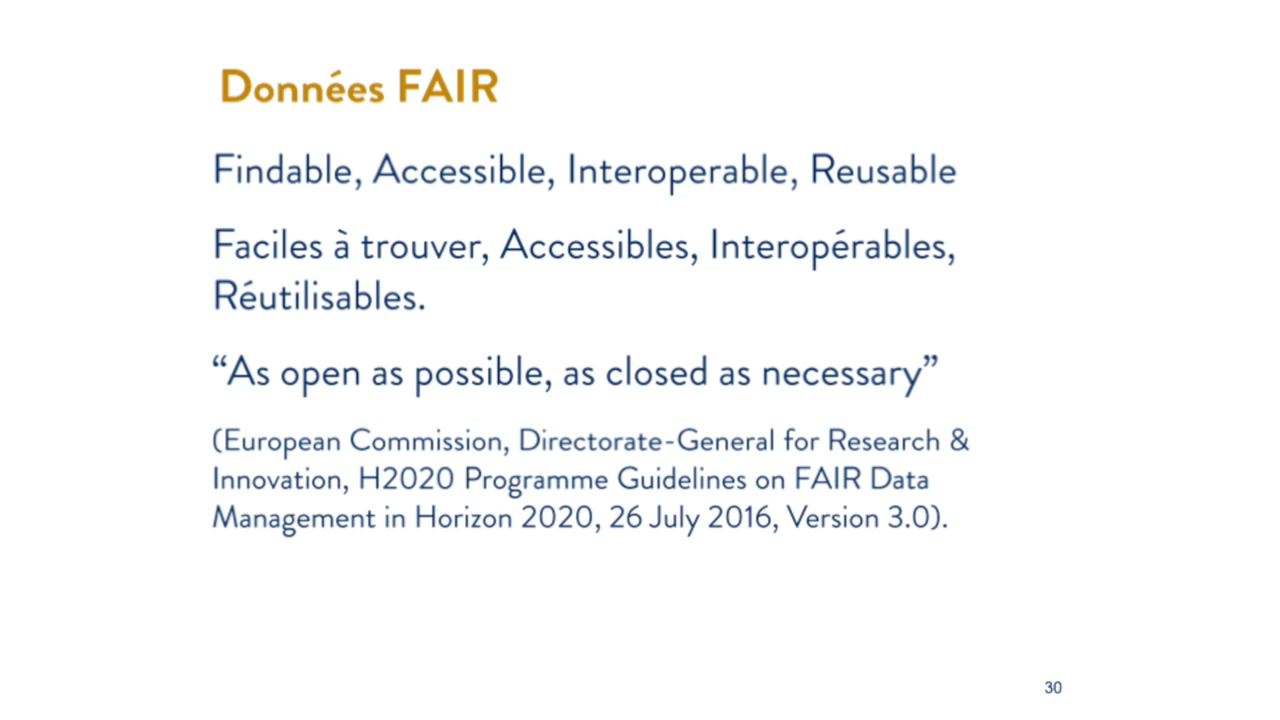 Données FAIR
Findable, Accessible, Interoperable, Reusable
Faciles à trouver, Accessibles, Interopérables,
Réutilisables.
“As open as possible, as closed as necessary”
(European Commission, Directorate-General for Research &
Innovation, H2020 Programme Guidelines on FAIR Data
Management in Horizon 2020, 26 July 2016, Version 3.0).
30